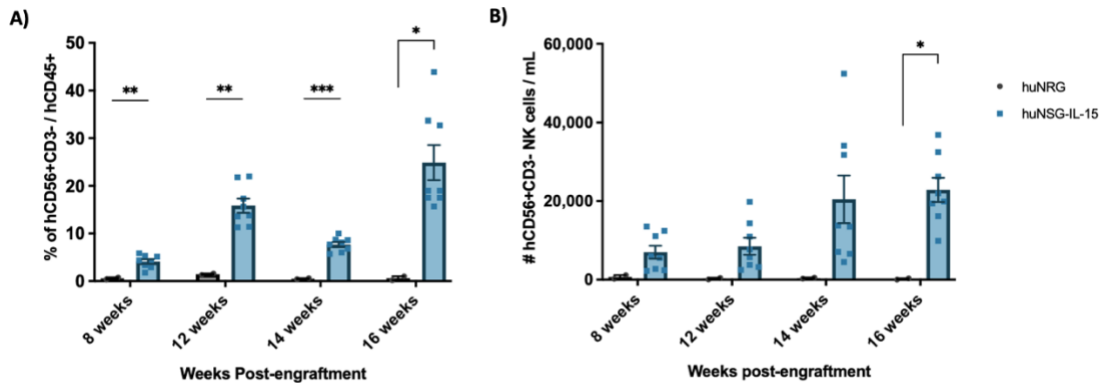 A)
% of hCD56+CD3- / hCD45+
50
40
30
20
10
0
**
**
***
*
8 weeks
12 weeks
14 weeks
16 weeks
Weeks Post-engraftment
B)
# hCD56+CD3- NK cells / mL
60,000
40,000
20,000
0
*
8 weeks
12 weeks
14 weeks
16 weeks
Weeks post-engraftment
huNRG
huNSG-IL-15